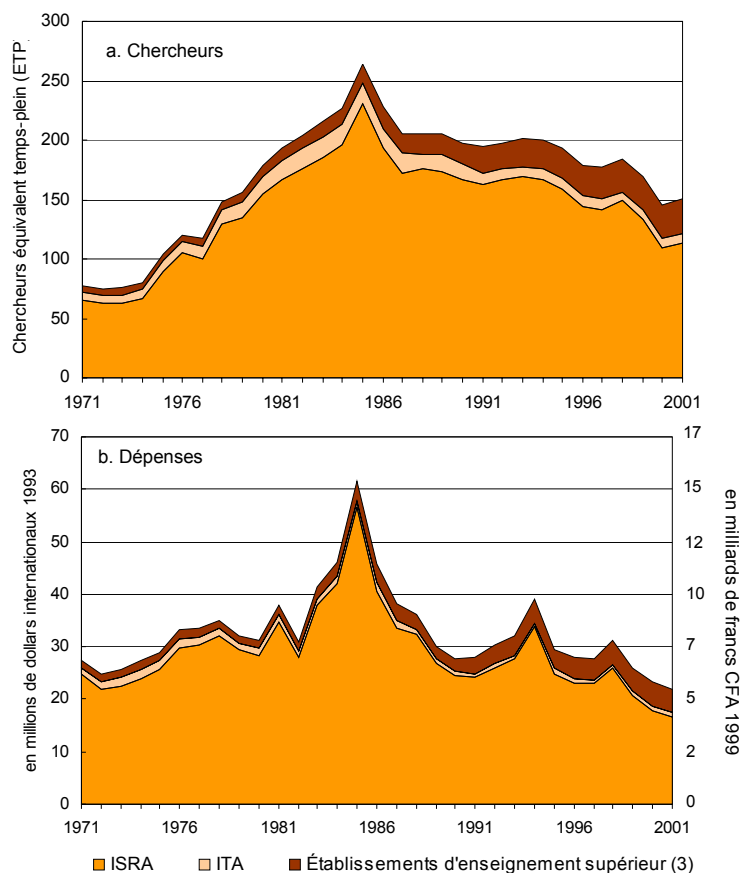 a. Chercheurs
Chercheurs équivalent temps-plein (ETP)
300
250
200
150
100
50
0
1971 1976 1981 1986 1991 1996 2001
b. Dépenses
en millions de dollars internationaux 1993
70
60
50
40
30
20
10
0
en milliards de francs CFA 1999
17
15
12
10
7
5
2
0
1971 1976 1981 1986 1991 1996 2001
ISRA ITA Établissements d'enseignement supérieur (3)